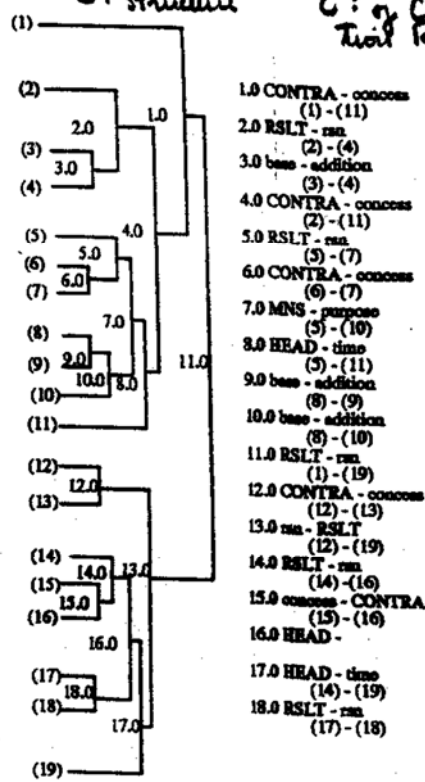 structure
C : of C
(1)
(2)
1.0
2.0
(3)
3.0
(4)
(5)
4.0
5.0
(6)
6.0
(7)
7.0
(8)
9.0
(9)
10.0
8.0
11.0
(10)
(11)
(12)
12.0
(13)
(14)
14.0
13.0
(15)
15.0
(16)
16.0
(17)
18.0
(18)
17.0
(19)
1.0 CONTRA - concess
(1) - (11)
2.0 RSLT - rsn
(2) - (4)
3.0 base - addition
(3) - (4)
4.0 CONTRA - concess
(2) - (11)
5.0 RSLT - rsn
(5) - (7)
6.0 CONTRA - concess
(6) - (7)
7.0 MNS - purpose
(5) - (10)
8.0 HEAD - time
(5) - (11)
9.0 base - addition
(8) - (9)
10.0 base - addition
(8) - (10)
11.0 RSLT - rsn
(1) - (19)
12.0 CONTRA - concess
(12) - (13)
13.0 rsn - RSLT
(12) - (19)
14.0 RSLT - rsn
(14) -(16)
15.0 concess - CONTRA
(15) - (16)
16.0 HEAD -
17.0 HEAD - time
(14) - (19)
18.0 RSLT - rsn
(17) - (18)